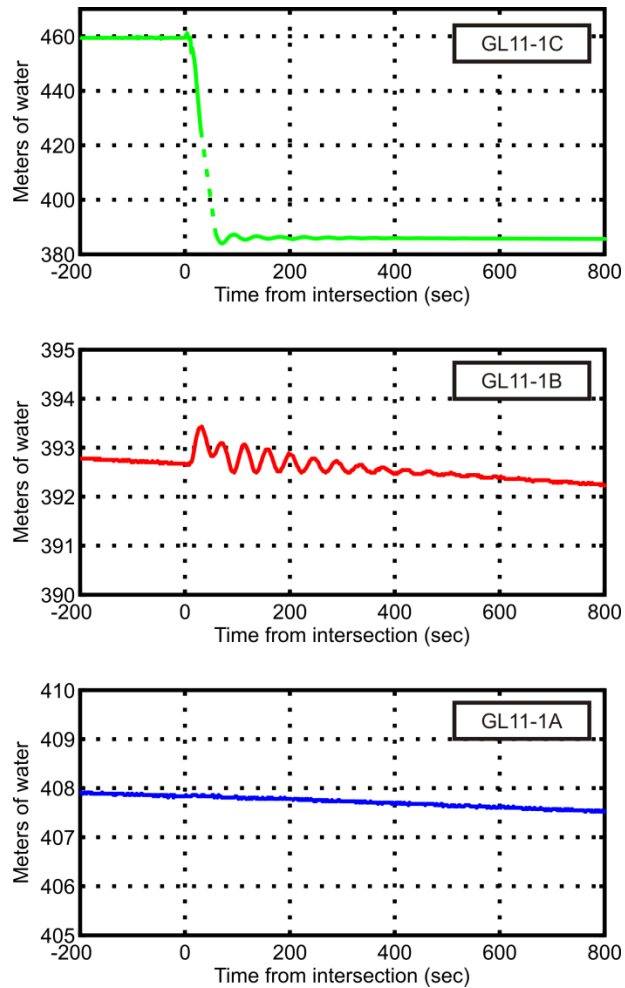 GL11-1C
Meters of water
460
440
420
400
380
-200 0 200 400 600 800
Time from intersection (sec)
GL11-1B
Meters of water
395
394
393
392
391
390
-200 0 200 400 600 800
Time from intersection (sec)
GL11-1A
Meters of water
410
409
408
407
406
405
-200 0 200 400 600 800
Time from intersection (sec)